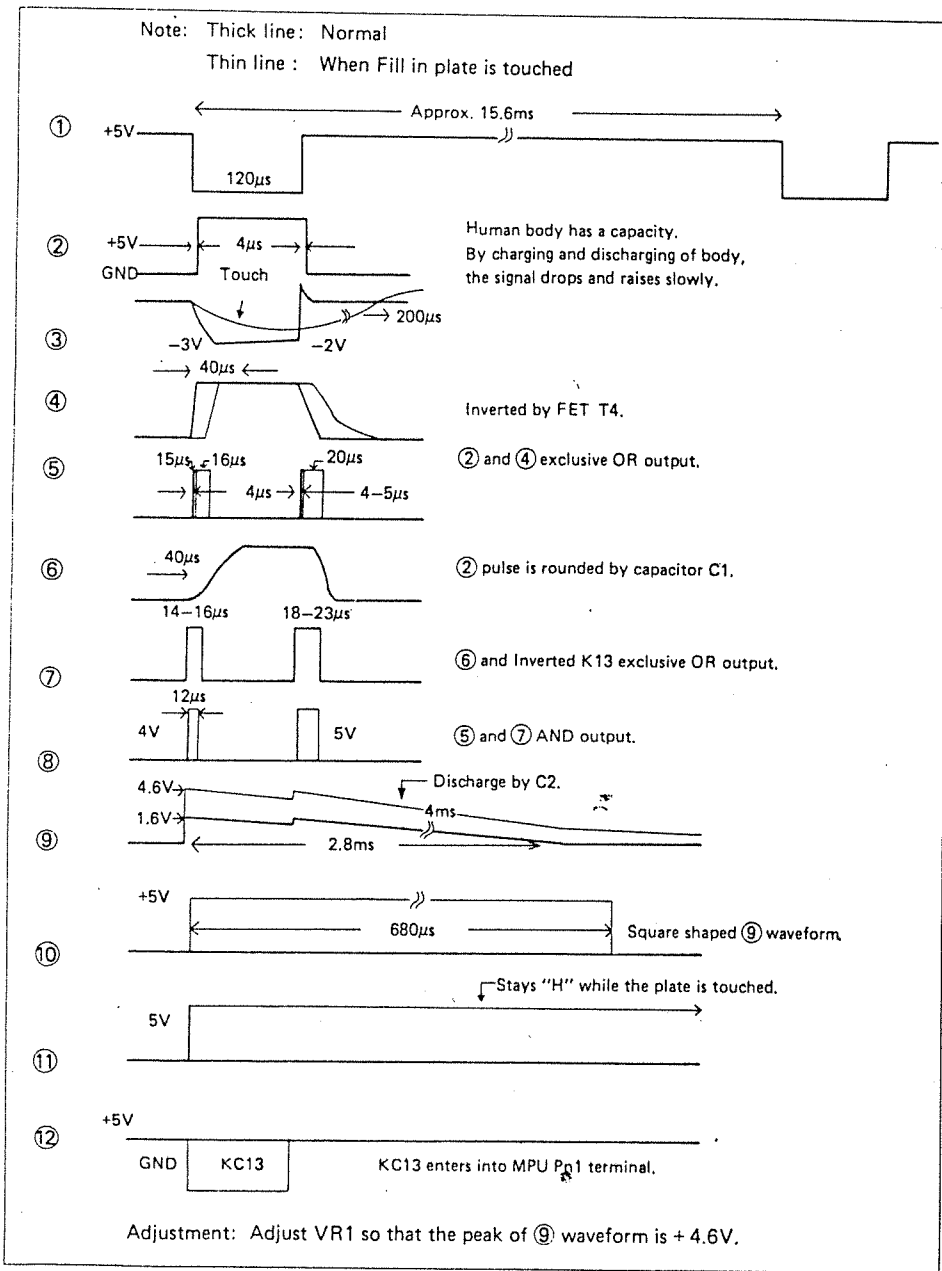 Note: Thick line: Normal
Thin line : When Fill in plate is touched
Approx. 15.6ms
① +5V
120μs
② +5V 4μs
GND Touch
Human body has a capacity.
By charging and discharging of body,
the signal drops and raises slowly.
200μs
③ −3V −2V
40μs
④ Inverted by FET T4.
⑤ 15μs 16μs 20μs
② and ④ exclusive OR output.
4μs 4−5μs
⑥ 40μs
② pulse is rounded by capacitor C1.
14−16μs 18−23μs
⑦ ⑥ and Inverted K13 exclusive OR output.
12μs
4V 5V
⑧ ⑤ and ⑦ AND output.
4.6V Discharge by C2.
4ms
1.6V
⑨ 2.8ms
+5V
680μs
⑩ Square shaped ⑨ waveform.
Stays "H" while the plate is touched.
5V
⑪
+5V
⑫
GND KC13 KC13 enters into MPU Pn1 terminal.
Adjustment: Adjust VR1 so that the peak of ⑨ waveform is + 4.6V.